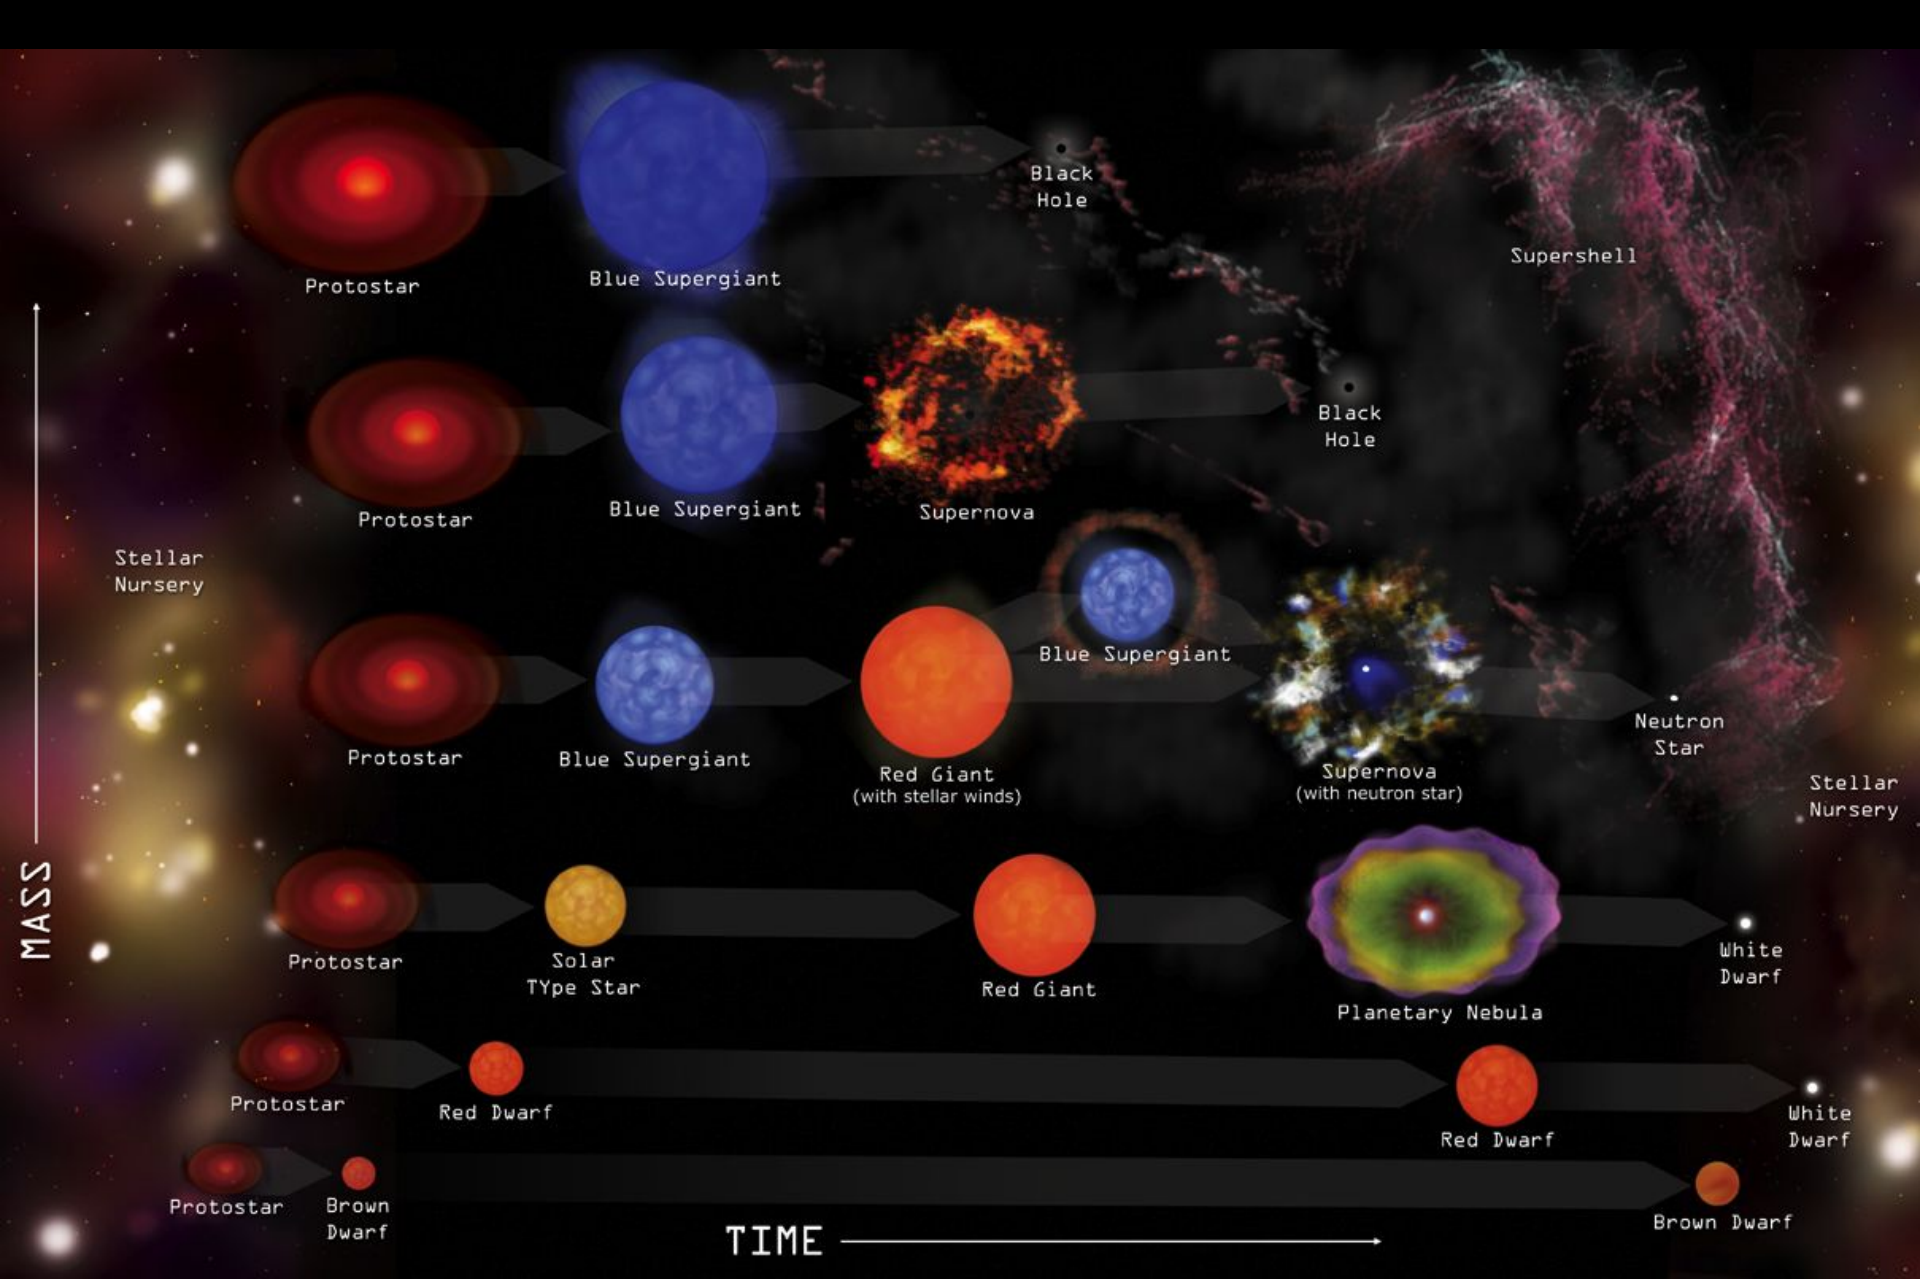 Black
Hole
Supershell
Protostar
Blue Supergiant
Black
Hole
Protostar
Blue Supergiant
Supernova
Stellar
Nursery
Blue Supergiant
Protostar
Blue Supergiant
Red Giant
(with stellar winds)
Supernova
(with neutron star)
Neutron
Star
Stellar
Nursery
MASS
Protostar
Solar
TYpe Star
Red Giant
Planetary Nebula
White
Dwarf
Protostar
Red Dwarf
Red Dwarf
White
Dwarf
Protostar
Brown
Dwarf
Brown Dwarf
TIME